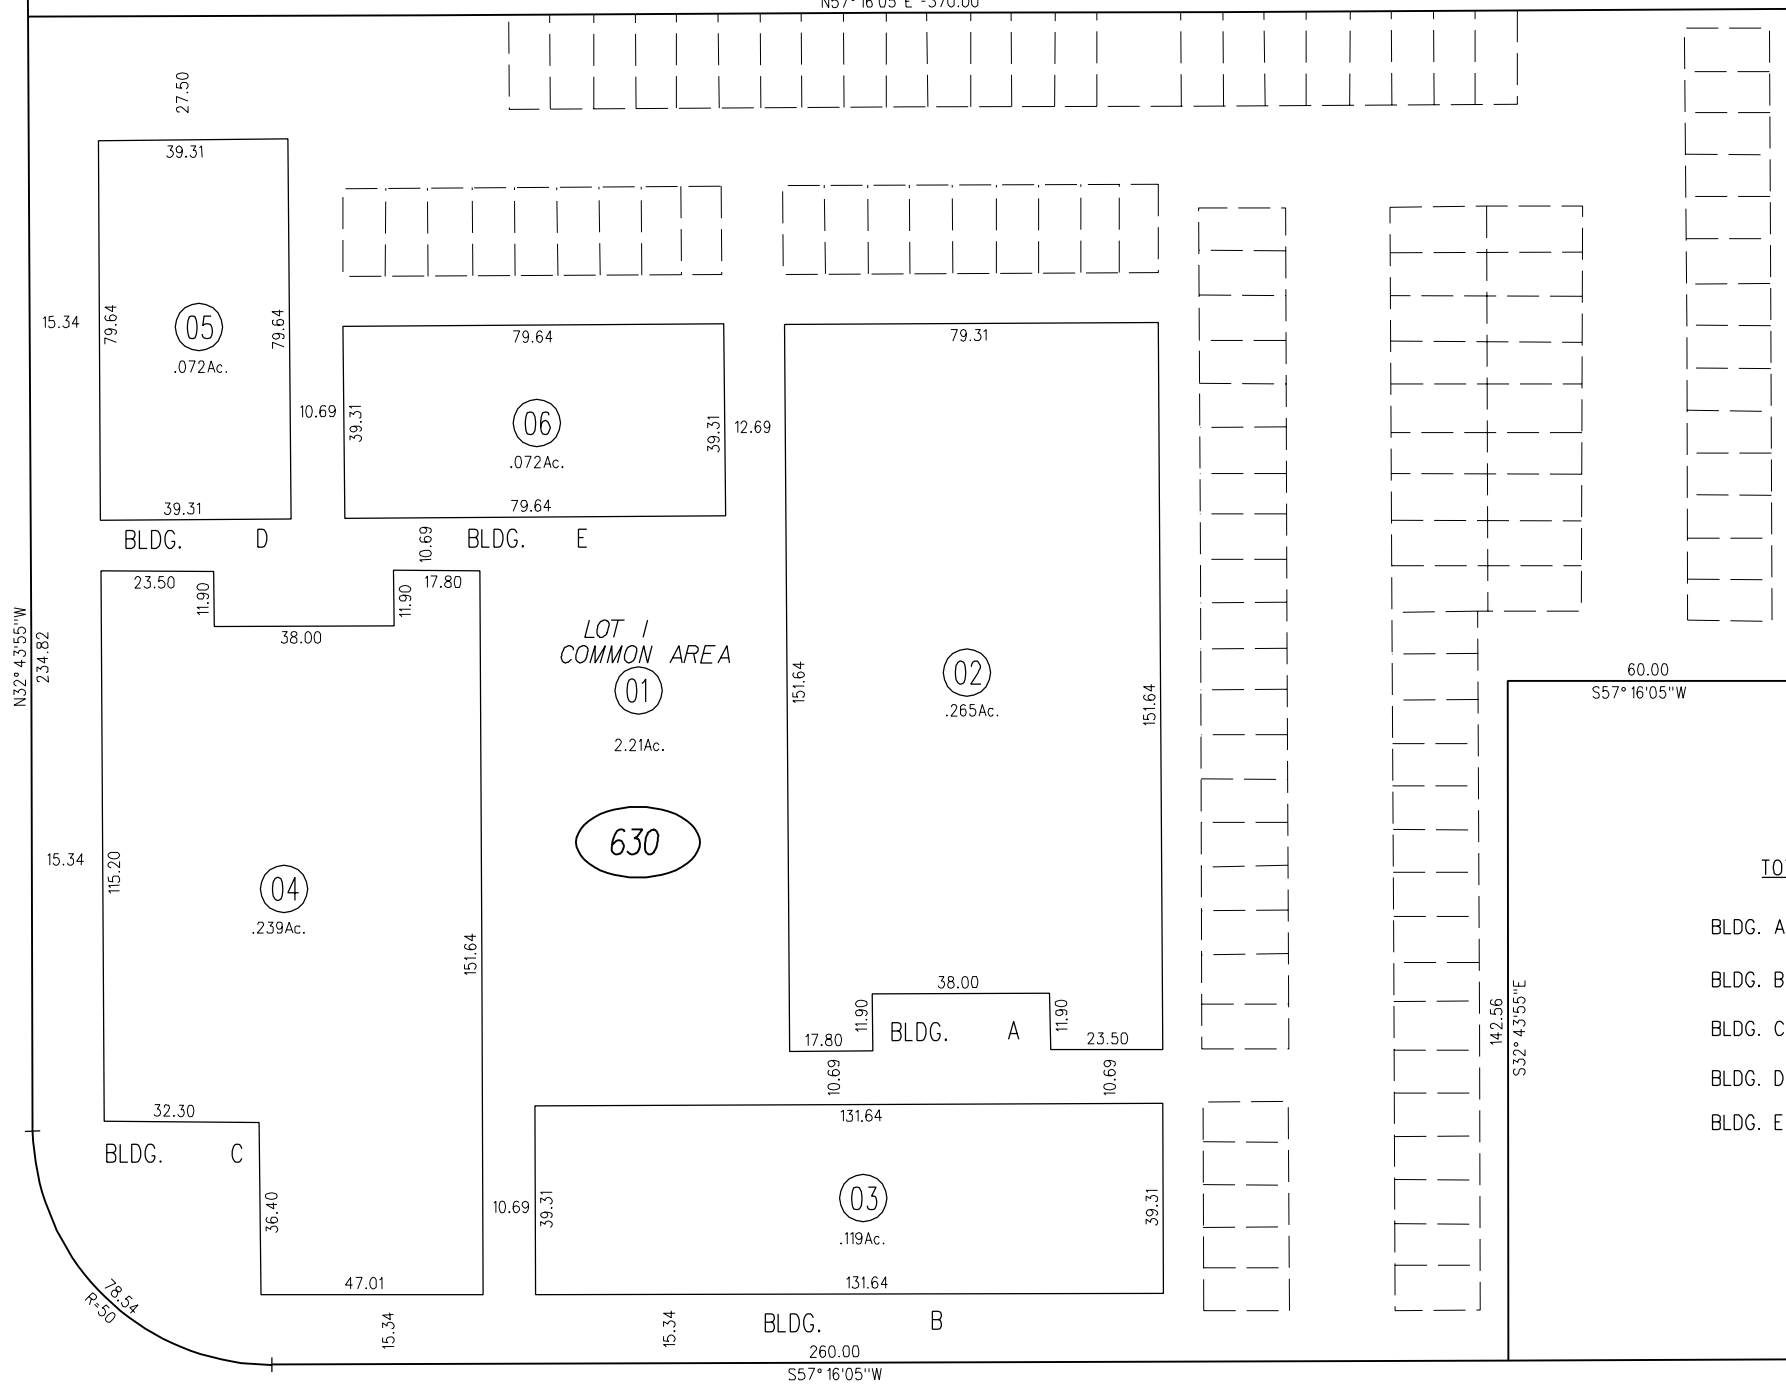 N57° 16'05"E -370.00
27.50
39.31
15.34
79.64
05
79.64
.072Ac.
39.31
BLDG. D
79.64
10.69
39.31
06
39.31
12.69
.072Ac.
79.64
10.69
BLDG. E
79.31
151.64
02
151.64
.265Ac.
38.00
11.90
11.90
BLDG. A
17.80
23.50
10.69
10.69
23.50
11.90
38.00
11.90
17.80
N32° 43'55"W
234.82
LOT 1
COMMON AREA
01
2.21Ac.
630
15.34
115.20
04
.239Ac.
151.64
32.30
BLDG. C
36.40
47.01
15.34
78.54
R=50
131.64
10.69
39.31
03
39.31
.119Ac.
131.64
15.34
BLDG. B
260.00
S57° 16'05"W
60.00
S57° 16'05"W
142.56
S32° 43'55"E
BLDG. A
BLDG. B
BLDG. C
BLDG. D
BLDG. E